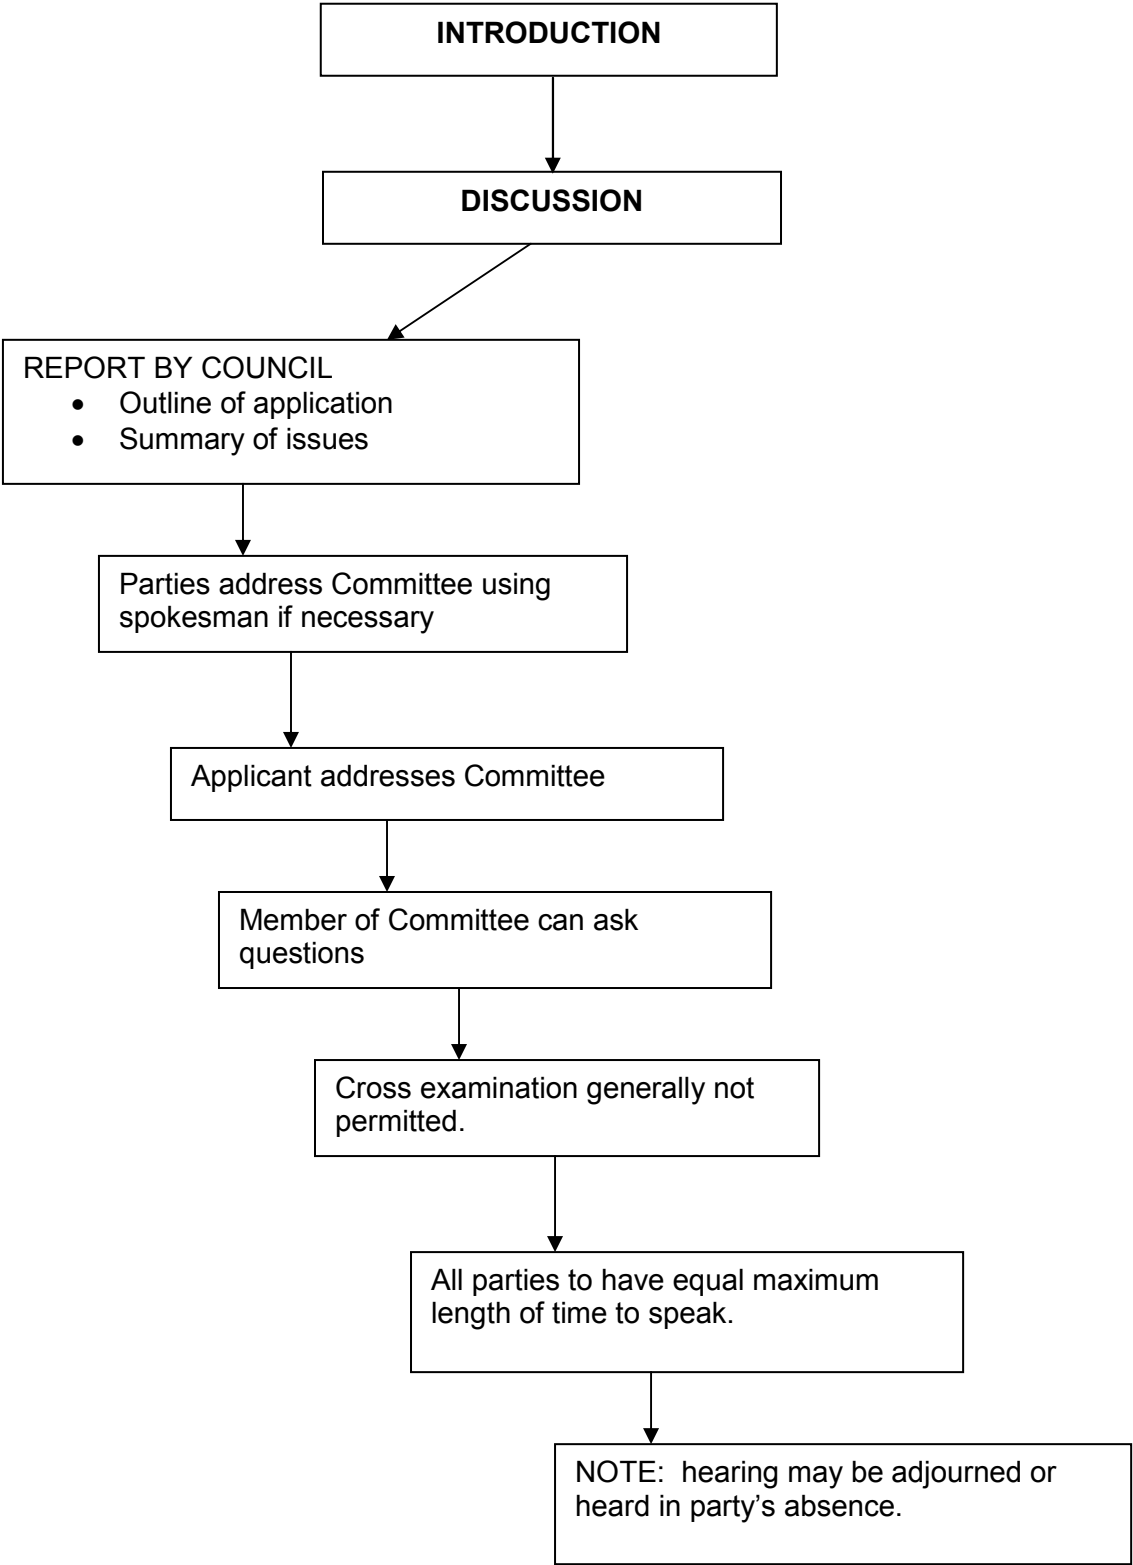 INTRODUCTION
DISCUSSION
REPORT BY COUNCIL
• Outline of application
• Summary of issues
Parties address Committee using
spokesman if necessary
Applicant addresses Committee
Member of Committee can ask
questions
Cross examination generally not
permitted.
All parties to have equal maximum
length of time to speak.
NOTE:  hearing may be adjourned or
heard in party’s absence.